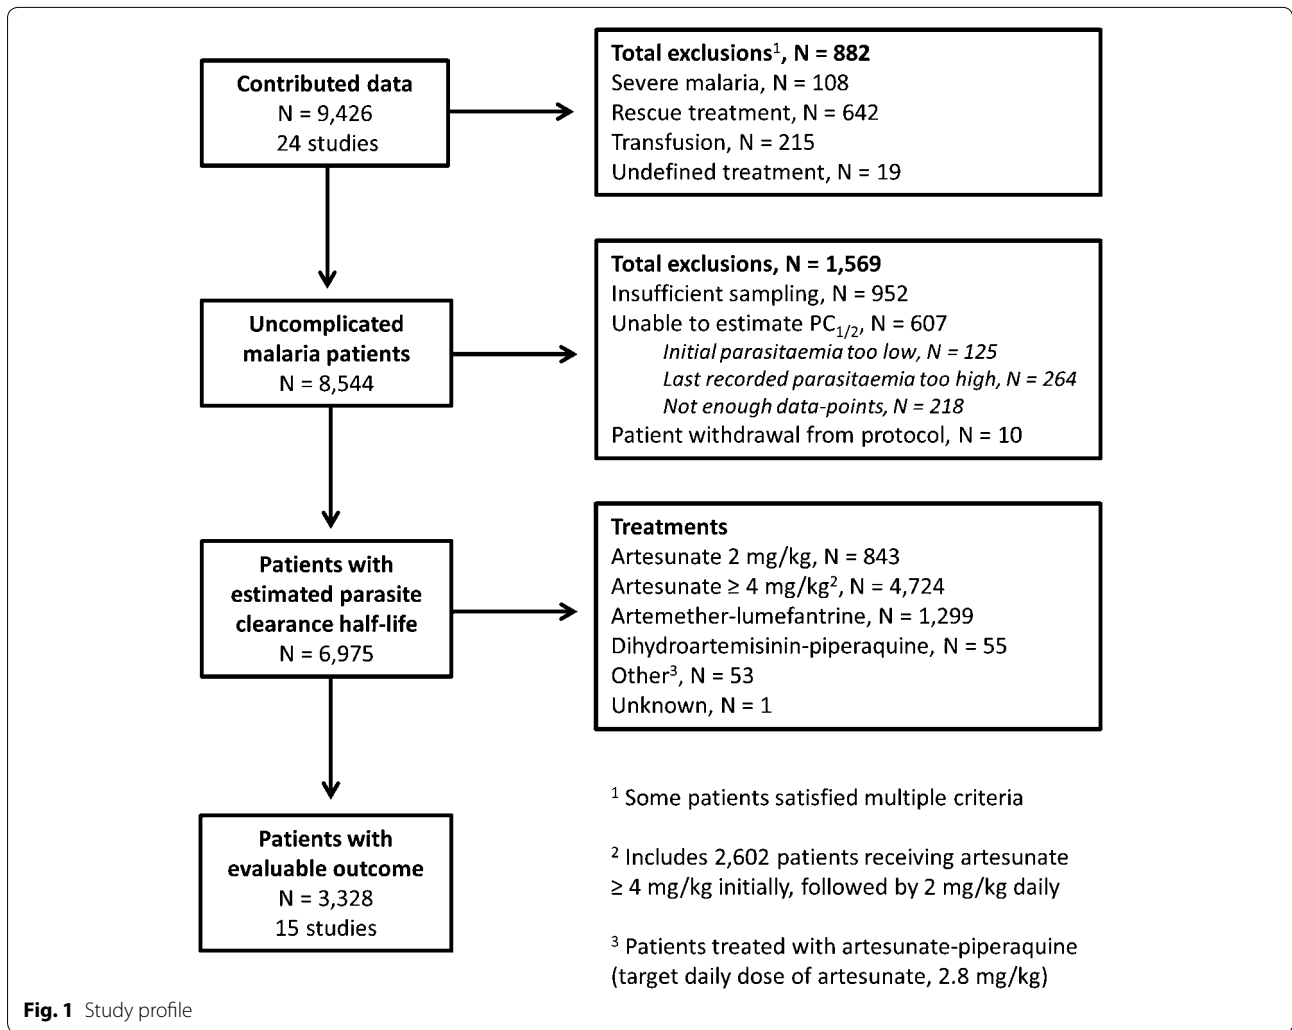 Contributed data
N = 9,426
24 studies
Total exclusions¹, N = 882
Severe malaria, N = 108
Rescue treatment, N = 642
Transfusion, N = 215
Undefined treatment, N = 19
Uncomplicated
malaria patients
N = 8,544
Total exclusions, N = 1,569
Insufficient sampling, N = 952
Unable to estimate PC₁/₂, N = 607
Initial parasitaemia too low, N = 125
Last recorded parasitaemia too high, N = 264
Not enough data-points, N = 218
Patient withdrawal from protocol, N = 10
Patients with
estimated parasite
clearance half-life
N = 6,975
Treatments
Artesunate 2 mg/kg, N = 843
Artesunate ≥ 4 mg/kg², N = 4,724
Artemether-lumefantrine, N = 1,299
Dihydroartemisinin-piperaquine, N = 55
Other³, N = 53
Unknown, N = 1
Patients with
evaluable outcome
N = 3,328
15 studies
¹ Some patients satisfied multiple criteria
² Includes 2,602 patients receiving artesunate
≥ 4 mg/kg initially, followed by 2 mg/kg daily
³ Patients treated with artesunate-piperaquine
(target daily dose of artesunate, 2.8 mg/kg)
Fig. 1 Study profile